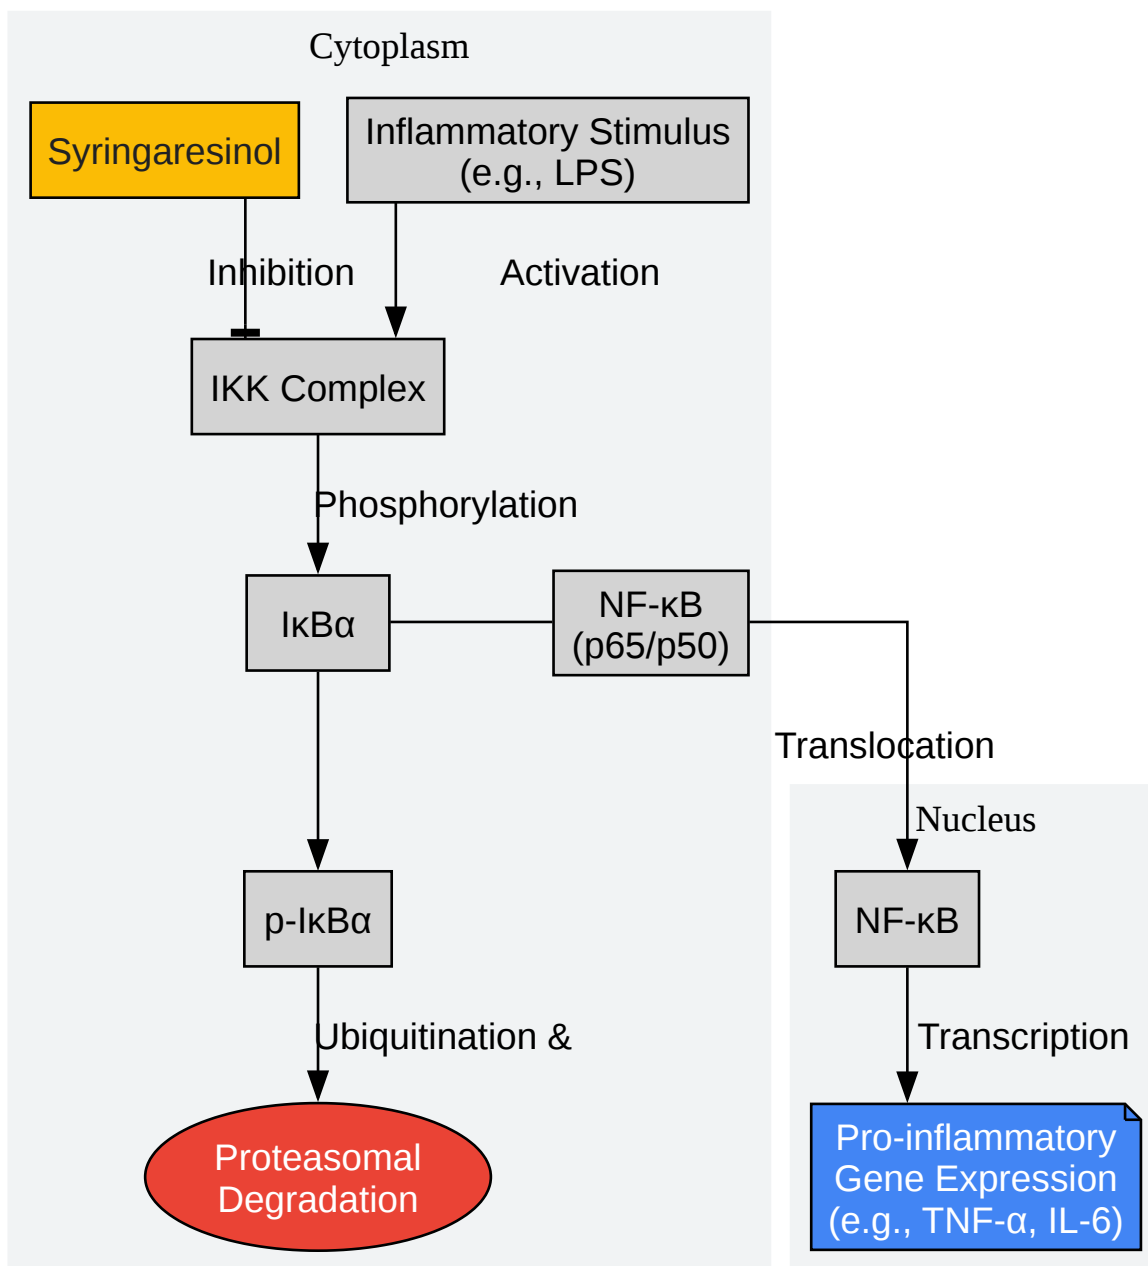 Cytoplasm
Syringaresinol
Inflammatory Stimulus
(e.g., LPS)
Inhibition
Activation
IKK Complex
Phosphorylation
IκBα
NF-κB
(p65/p50)
Translocation
Nucleus
p-IκBα
NF-κB
Ubiquitination &
Transcription
Proteasomal
Degradation
Pro-inflammatory
Gene Expression
(e.g., TNF-α, IL-6)